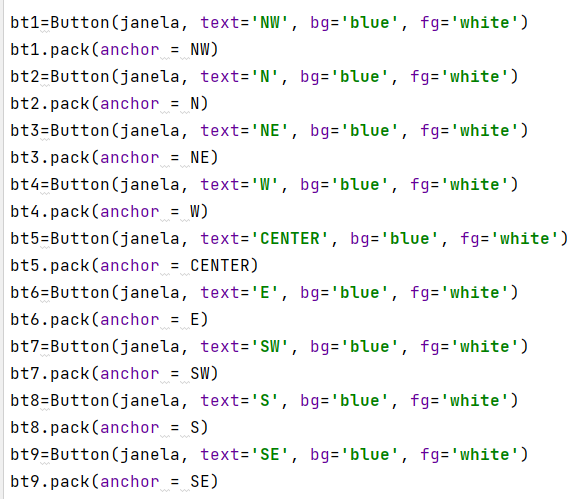 bt1=Button(janela, text='NW', bg='blue', fg='white')
bt1.pack(anchor = NW)
bt2=Button(janela, text='N', bg='blue', fg='white')
bt2.pack(anchor = N)
bt3=Button(janela, text='NE', bg='blue', fg='white')
bt3.pack(anchor = NE)
bt4=Button(janela, text='W', bg='blue', fg='white')
bt4.pack(anchor = W)
bt5=Button(janela, text='CENTER', bg='blue', fg='white')
bt5.pack(anchor = CENTER)
bt6=Button(janela, text='E', bg='blue', fg='white')
bt6.pack(anchor = E)
bt7=Button(janela, text='SW', bg='blue', fg='white')
bt7.pack(anchor = SW)
bt8=Button(janela, text='S', bg='blue', fg='white')
bt8.pack(anchor = S)
bt9=Button(janela, text='SE', bg='blue', fg='white')
bt9.pack(anchor = SE)